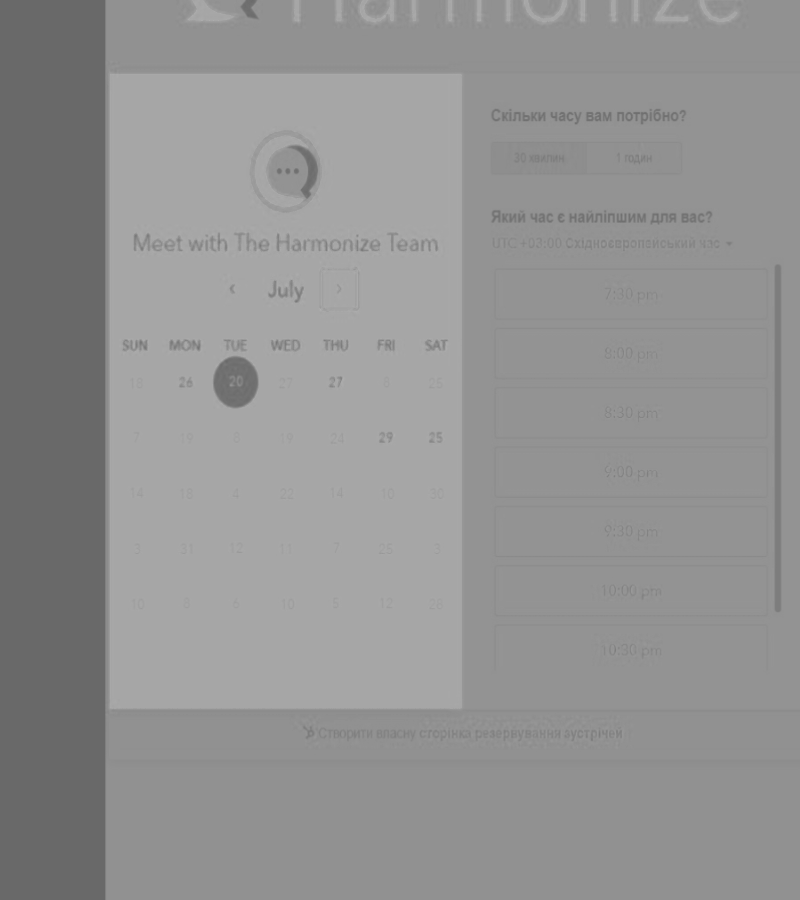 Harmonize
Meet with The Harmonize Team
‹ July ›
SUN MON TUE WED THU FRI SAT
13 26 20 27 27 8 25
7 19 8 19 24 29 25
14 18 4 22 14 10 30
3 31 12 11 7 25 3
10 8 6 10 5 12 26
Скільки часу вам потрібно?
30 хвилин 1 годин
Який час є найліпшим для вас?
UTC +03:00 Східноєвропейський час
7:30 pm
8:00 pm
8:30 pm
9:00 pm
9:30 pm
10:00 pm
10:30 pm
Створити власну сторінка резервування зустрічей